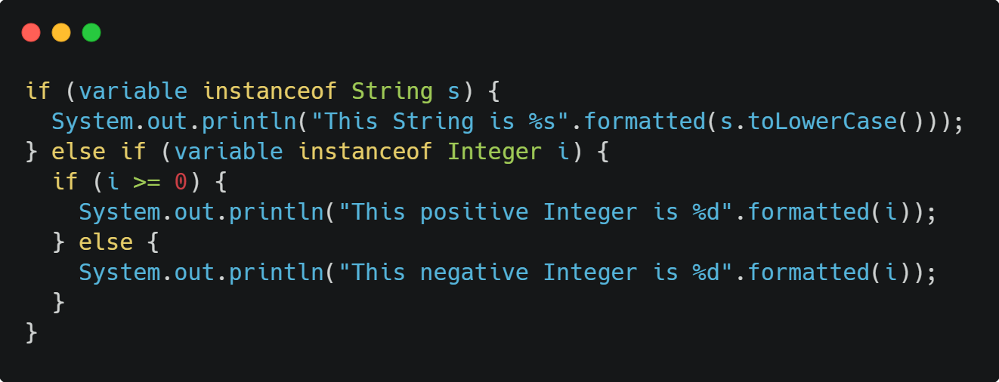 if (variable instanceof String s) {
  System.out.println("This String is %s".formatted(s.toLowerCase()));
} else if (variable instanceof Integer i) {
  if (i >= 0) {
    System.out.println("This positive Integer is %d".formatted(i));
  } else {
    System.out.println("This negative Integer is %d".formatted(i));
  }
}